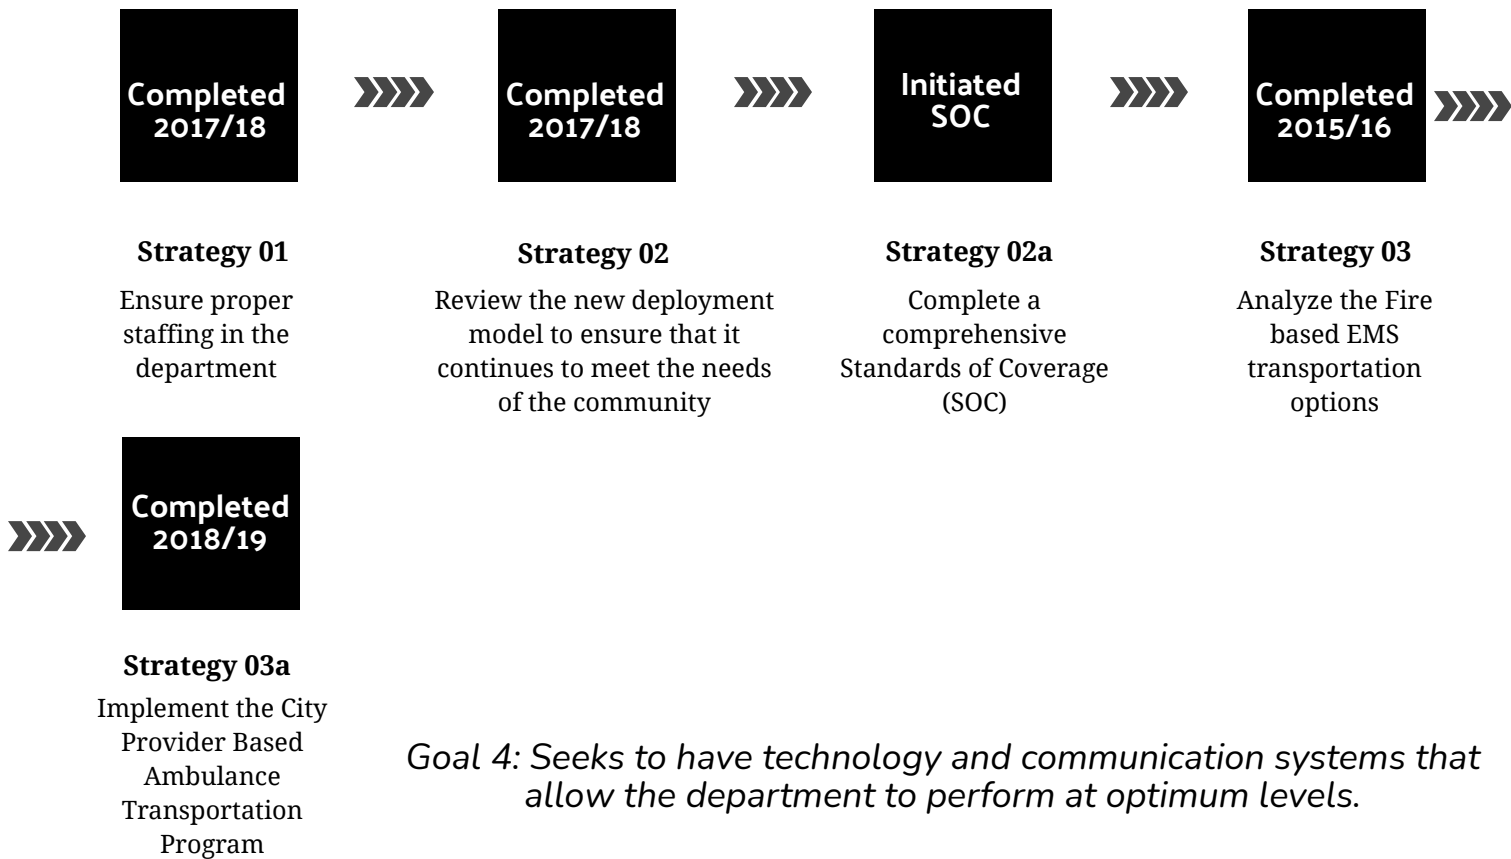 Completed
2017/18
Completed
2017/18
Initiated
SOC
Completed
2015/16
Strategy 01
Ensure proper
staffing in the
department
Strategy 02
Review the new deployment
model to ensure that it
continues to meet the needs
of the community
Strategy 02a
Complete a
comprehensive
Standards of Coverage
(SOC)
Strategy 03
Analyze the Fire
based EMS
transportation
options
Completed
2018/19
Strategy 03a
Implement the City
Provider Based
Ambulance
Transportation
Program
Goal 4: Seeks to have technology and communication systems that
allow the department to perform at optimum levels.